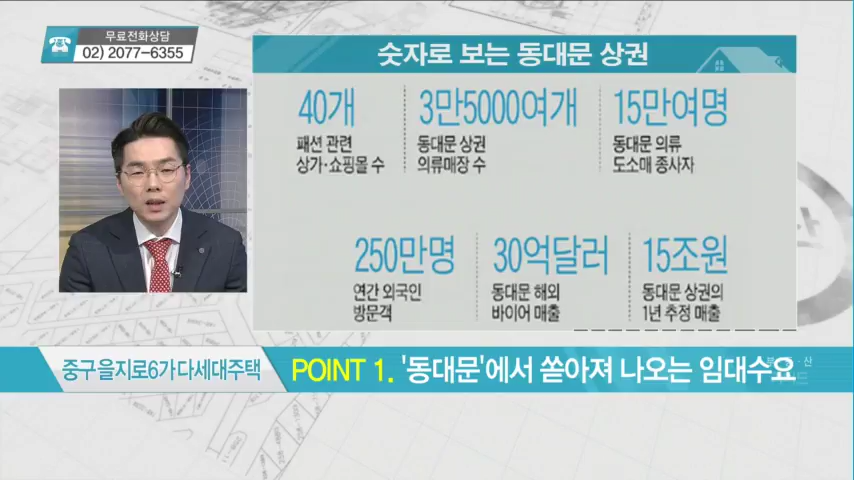 무료전화상담
02) 2077-6355
숫자로 보는 동대문 상권
40개
패션 관련
상가·쇼핑몰 수
3만5000여개
동대문 상권
의류매장 수
15만여명
동대문 의류
도소매 종사자
250만명
연간 외국인
방문객
30억달러
동대문 해외
바이어 매출
15조원
동대문 상권의
1년 추정 매출
중구 을지로6가 다세대주택
POINT 1. '동대문'에서 쏟아져 나오는 임대수요